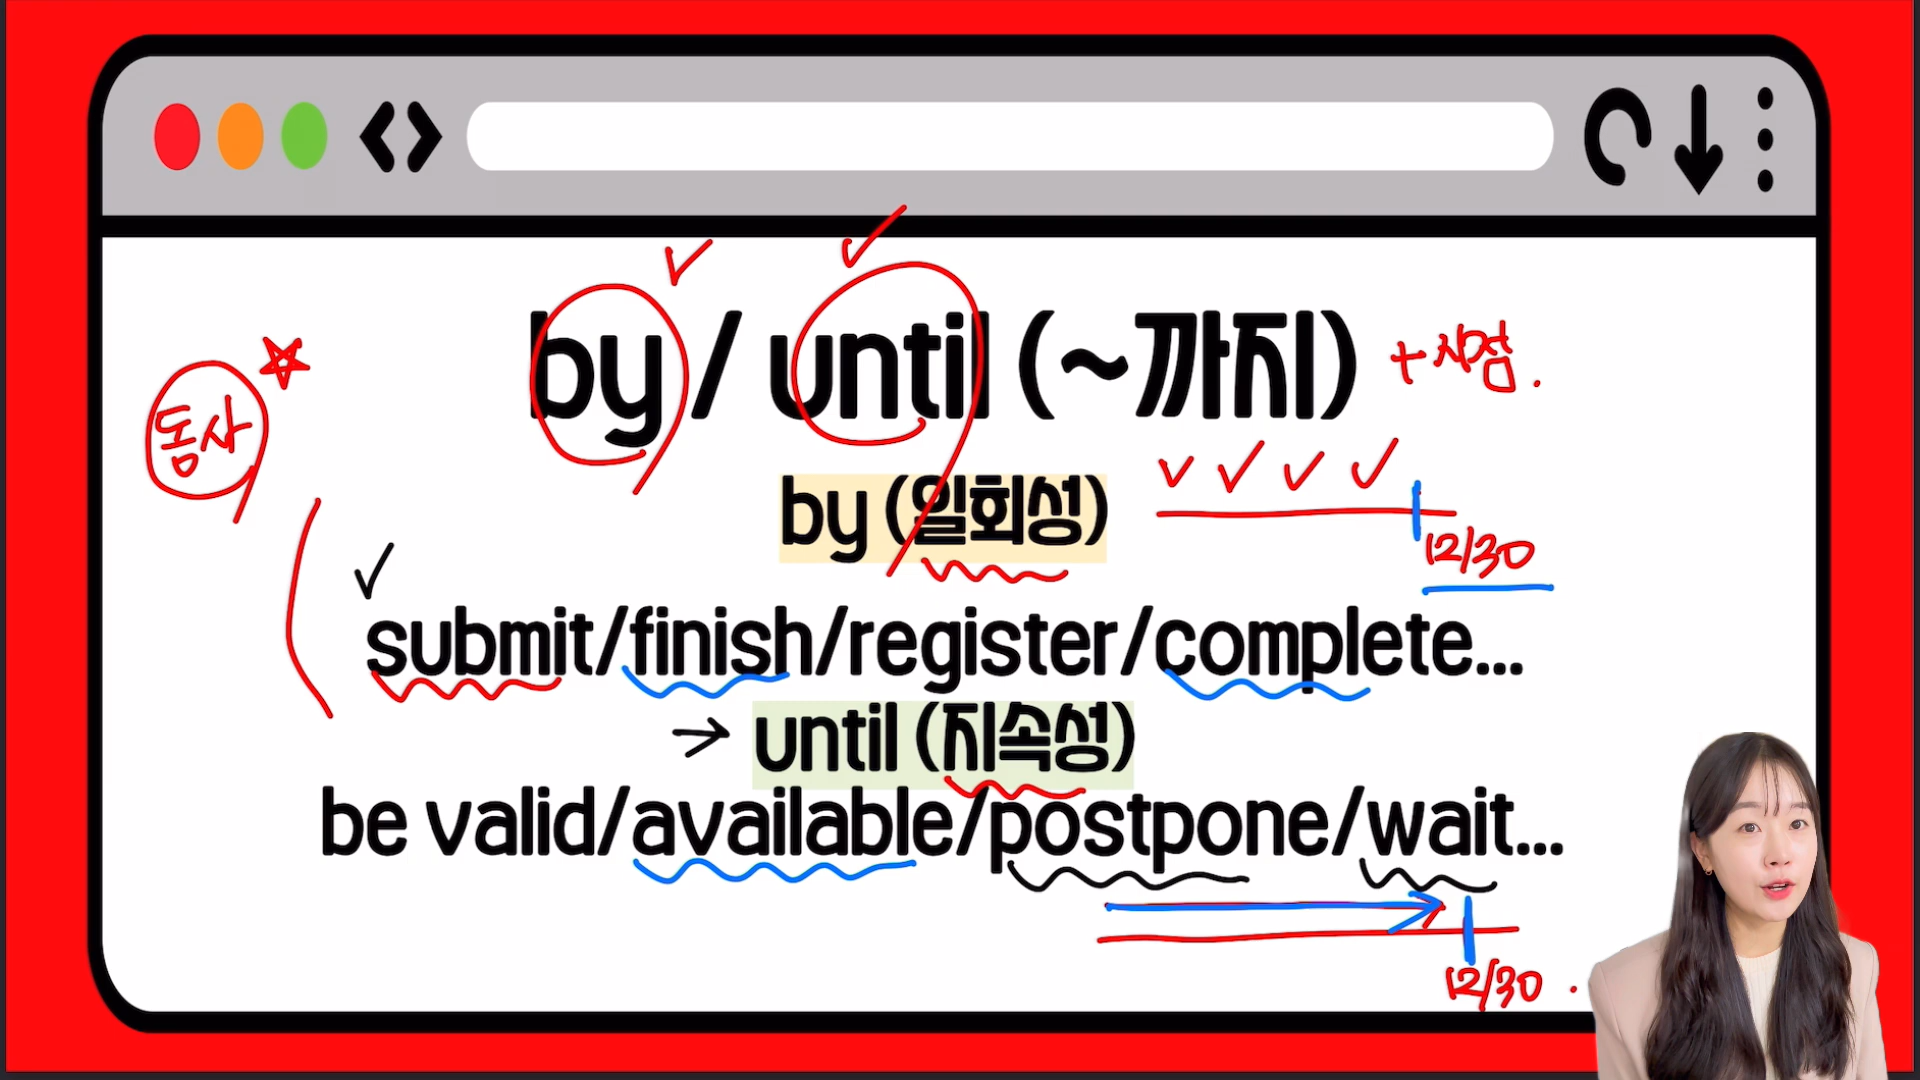 by / until (~까지) + 시점.
동사
by (일회성)
12/30
submit/finish/register/complete...
→ until (지속성)
be valid/available/postpone/wait...
12/30.